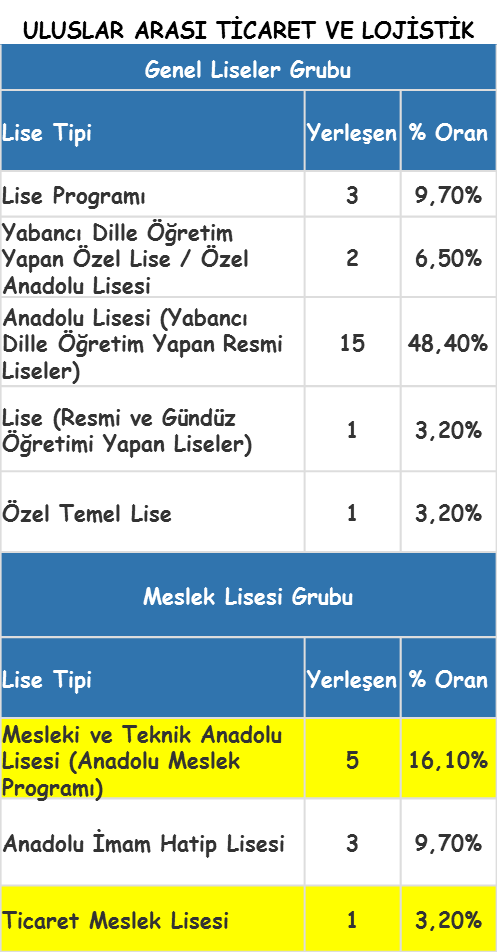 ULUSLAR ARASI TİCARET VE LOJİSTİK
Genel Liseler Grubu
Lise Tipi Yerleşen % Oran
Lise Programı 3 9,70%
Yabancı Dille Öğretim
Yapan Özel Lise / Özel 2 6,50%
Anadolu Lisesi
Anadolu Lisesi (Yabancı
Dille Öğretim Yapan Resmi 15 48,40%
Liseler)
Lise (Resmi ve Gündüz 1 3,20%
Öğretimi Yapan Liseler)
Özel Temel Lise 1 3,20%
Meslek Lisesi Grubu
Lise Tipi Yerleşen % Oran
Mesleki ve Teknik Anadolu
Lisesi (Anadolu Meslek 5 16,10%
Programı)
Anadolu İmam Hatip Lisesi 3 9,70%
Ticaret Meslek Lisesi 1 3,20%